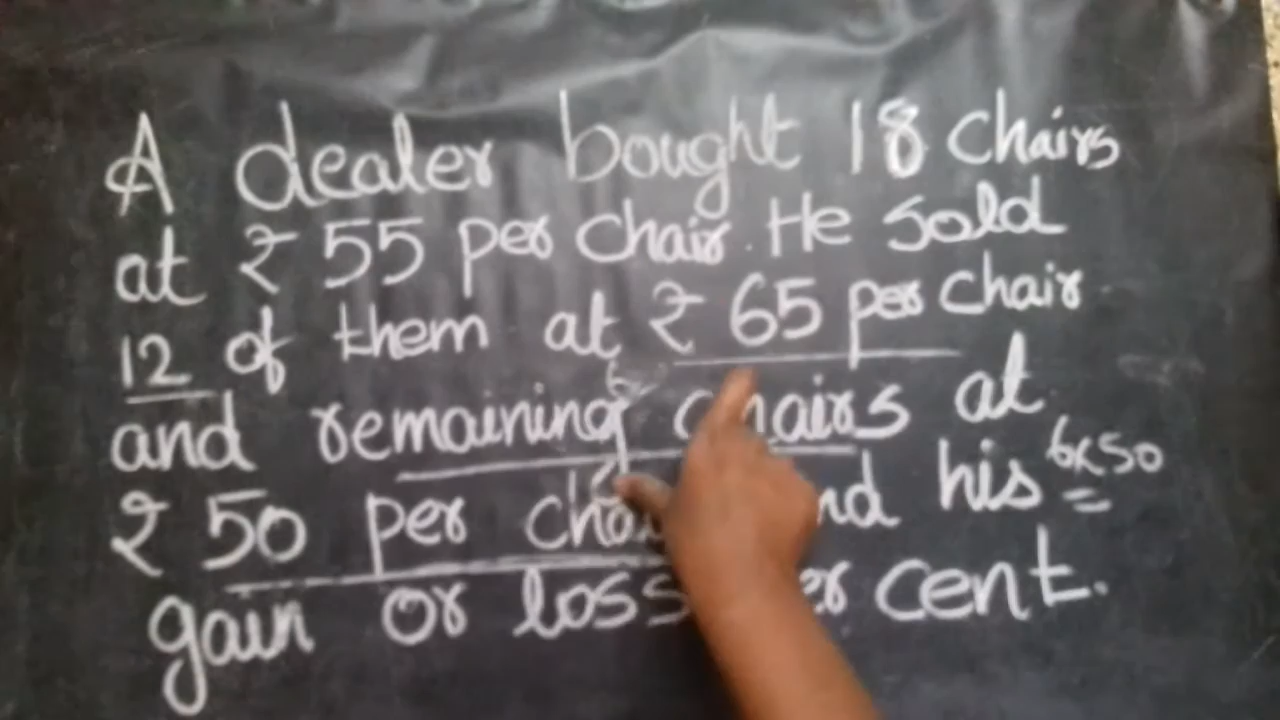 A dealer bought 18 chairs
at ₹ 55 per chair. He sold
12 of them at ₹ 65 per chair
and remaining chairs at
6x50
₹ 50 per his
gain or loss cent.